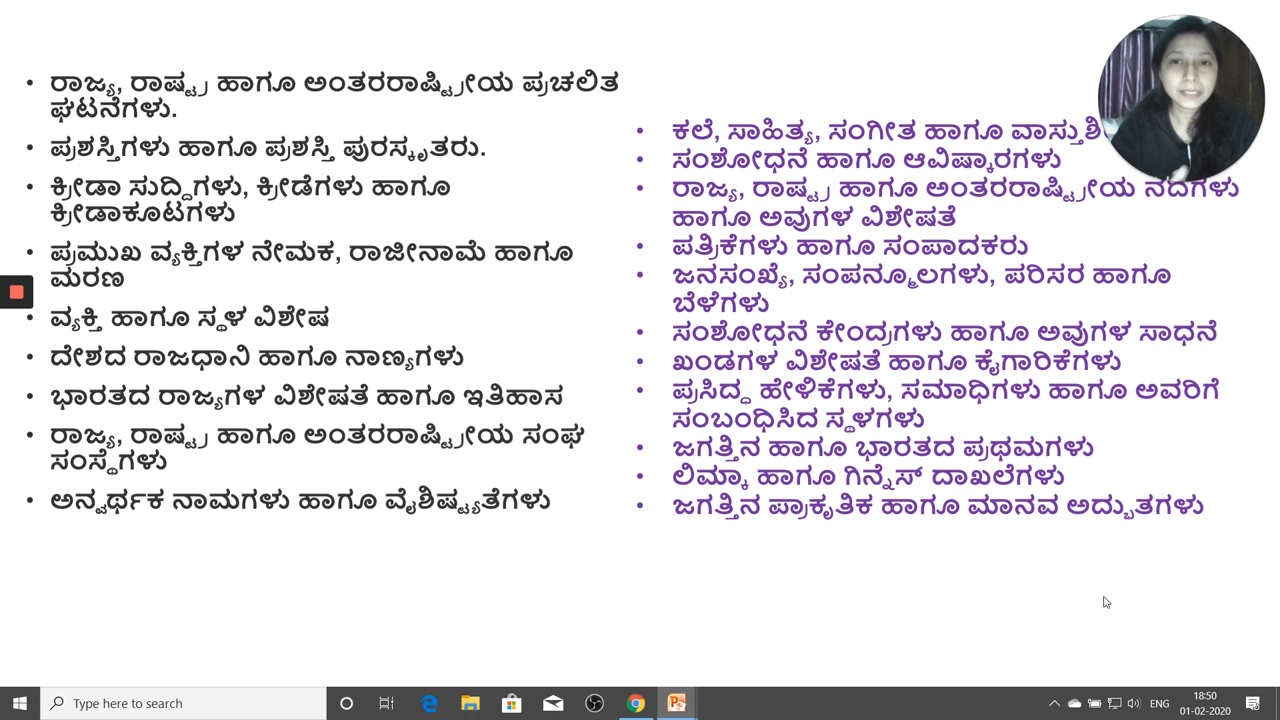 • ರಾಜ್ಯ, ರಾಷ್ಟ್ರ ಹಾಗೂ ಅಂತರರಾಷ್ಟ್ರೀಯ ಪ್ರಚಲಿತ
ಘಟನೆಗಳು.
• ಪ್ರಶಸ್ತಿಗಳು ಹಾಗೂ ಪ್ರಶಸ್ತಿ ಪುರಸ್ಕೃತರು.
• ಕ್ರೀಡಾ ಸುದ್ದಿಗಳು, ಕ್ರೀಡೆಗಳು ಹಾಗೂ
ಕ್ರೀಡಾಕೂಟಗಳು
• ಪ್ರಮುಖ ವ್ಯಕ್ತಿಗಳ ನೇಮಕ, ರಾಜೀನಾಮೆ ಹಾಗೂ
ಮರಣ
• ವ್ಯಕ್ತಿ ಹಾಗೂ ಸ್ಥಳ ವಿಶೇಷ
• ದೇಶದ ರಾಜಧಾನಿ ಹಾಗೂ ನಾಣ್ಯಗಳು
• ಭಾರತದ ರಾಜ್ಯಗಳ ವಿಶೇಷತೆ ಹಾಗೂ ಇತಿಹಾಸ
• ರಾಜ್ಯ, ರಾಷ್ಟ್ರ ಹಾಗೂ ಅಂತರರಾಷ್ಟ್ರೀಯ ಸಂಘ
ಸಂಸ್ಥೆಗಳು
• ಅನ್ವರ್ಥಕ ನಾಮಗಳು ಹಾಗೂ ವೈಶಿಷ್ಟ್ಯತೆಗಳು
• ಕಲೆ, ಸಾಹಿತ್ಯ, ಸಂಗೀತ ಹಾಗೂ
• ಸಂಶೋಧನೆ ಹಾಗೂ ಆವಿಷ್ಕಾರಗಳು
• ರಾಜ್ಯ, ರಾಷ್ಟ್ರ ಹಾಗೂ ಅಂತರರಾಷ್ಟ್ರೀಯ ನದಿಗಳು
ಹಾಗೂ ಅವುಗಳ ವಿಶೇಷತೆ
• ಪತ್ರಿಕೆಗಳು ಹಾಗೂ ಸಂಪಾದಕರು
• ಜನಸಂಖ್ಯೆ, ಸಂಪನ್ಮೂಲಗಳು, ಪರಿಸರ ಹಾಗೂ
ಬೆಳೆಗಳು
• ಸಂಶೋಧನೆ ಕೇಂದ್ರಗಳು ಹಾಗೂ ಅವುಗಳ ಸಾಧನೆ
• ಖಂಡಗಳ ವಿಶೇಷತೆ ಹಾಗೂ ಕೈಗಾರಿಕೆಗಳು
• ಪ್ರಸಿದ್ಧ ಹೇಳಿಕೆಗಳು, ಸಮಾಧಿಗಳು ಹಾಗೂ ಅವರಿಗೆ
ಸಂಬಂಧಿಸಿದ ಸ್ಥಳಗಳು
• ಜಗತ್ತಿನ ಹಾಗೂ ಭಾರತದ ಪ್ರಥಮಗಳು
• ಲಿಮ್ಕಾ ಹಾಗೂ ಗಿನ್ನೆಸ್ ದಾಖಲೆಗಳು
• ಜಗತ್ತಿನ ಪ್ರಾಕೃತಿಕ ಹಾಗೂ ಮಾನವ ಅದ್ಭುತಗಳು
Type here to search
ENG
18:50
01-02-2020